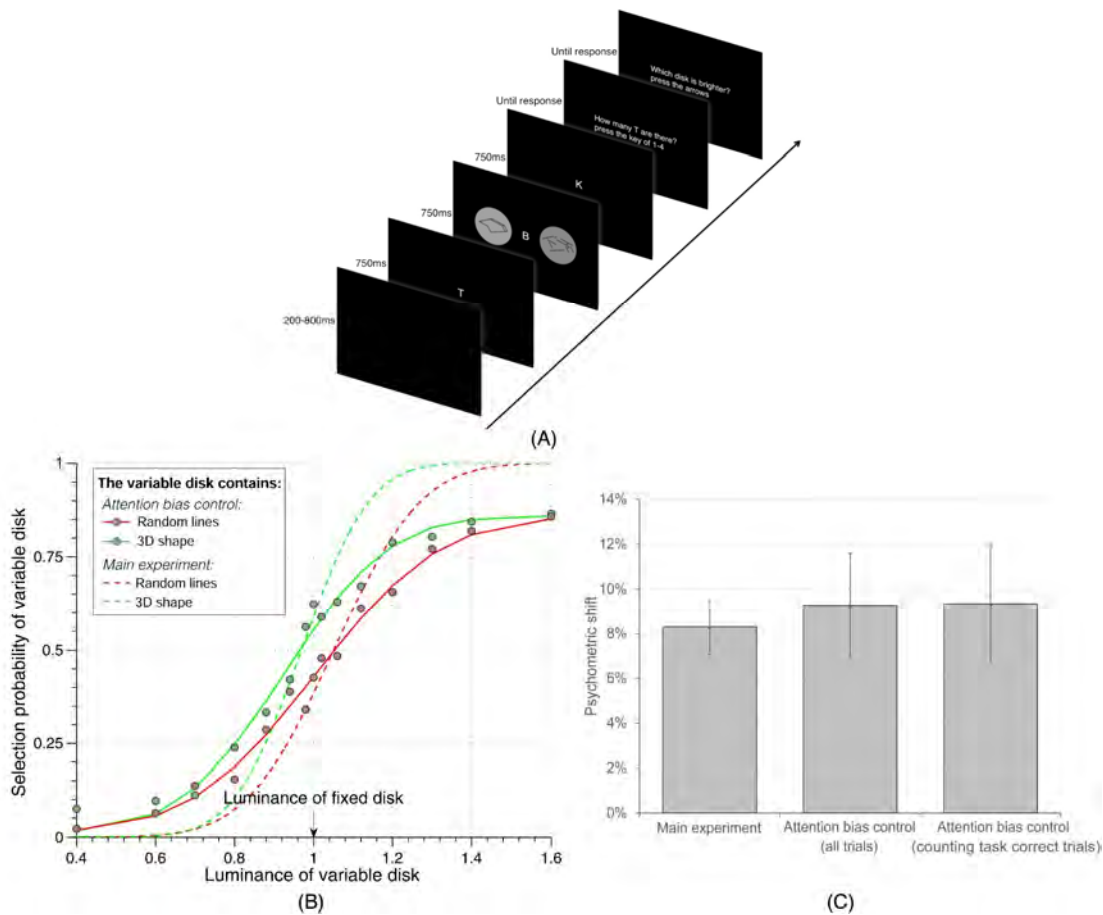 Until response
Which disk is brighter?
press the arrows
Until response
How many T are there?
press the key of 1-4
750ms
K
750ms
B
750ms
T
200-800ms
(A)
Selection probability of variable disk
1
0.75
0.5
0.25
0
The variable disk contains:
Attention bias control:
Random lines
3D shape
Main experiment:
Random lines
3D shape
Luminance of fixed disk
0.4
0.6
0.8
1
1.2
1.4
1.6
Luminance of variable disk
(B)
Psychometric shift
14%
12%
10%
8%
6%
4%
2%
0%
Main experiment
Attention bias control
(all trials)
Attention bias control
(counting task correct trials)
(C)